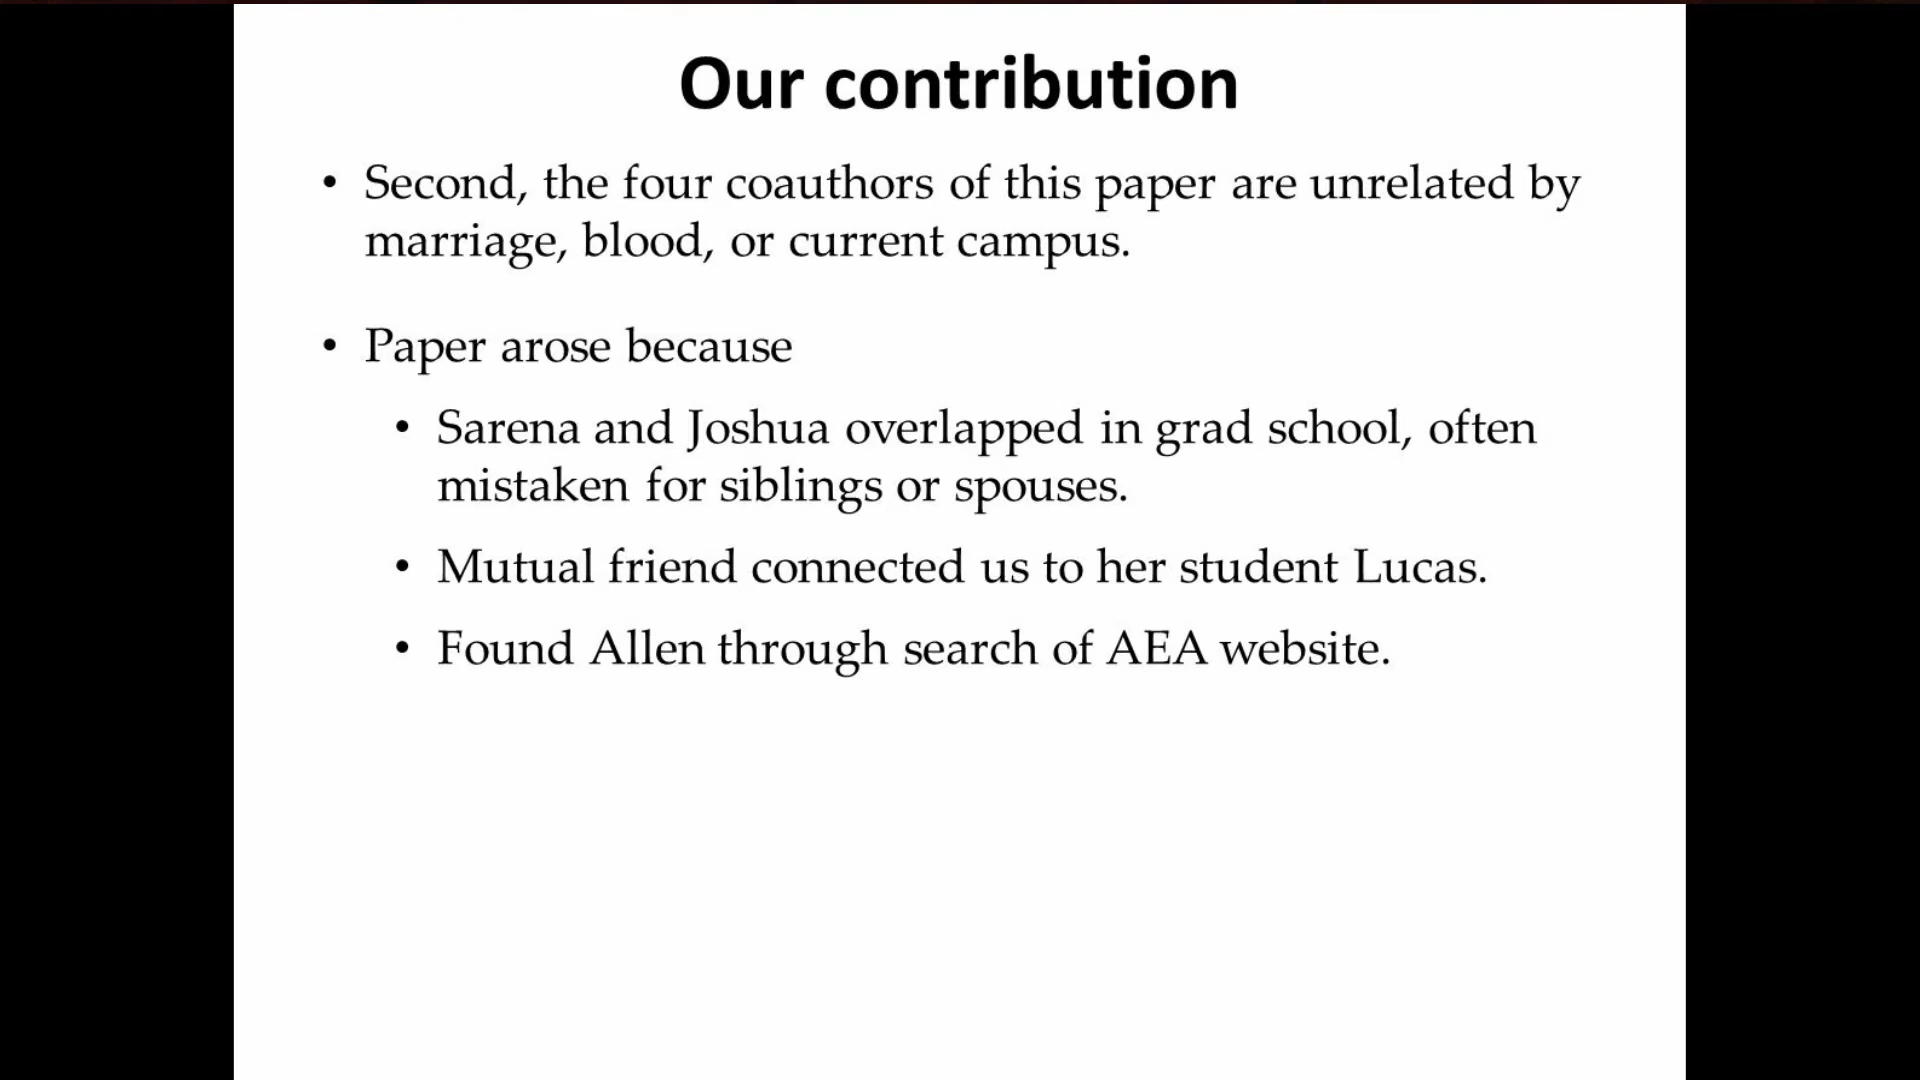 Our contribution
• Second, the four coauthors of this paper are unrelated by
marriage, blood, or current campus.
• Paper arose because
• Sarena and Joshua overlapped in grad school, often
mistaken for siblings or spouses.
• Mutual friend connected us to her student Lucas.
• Found Allen through search of AEA website.